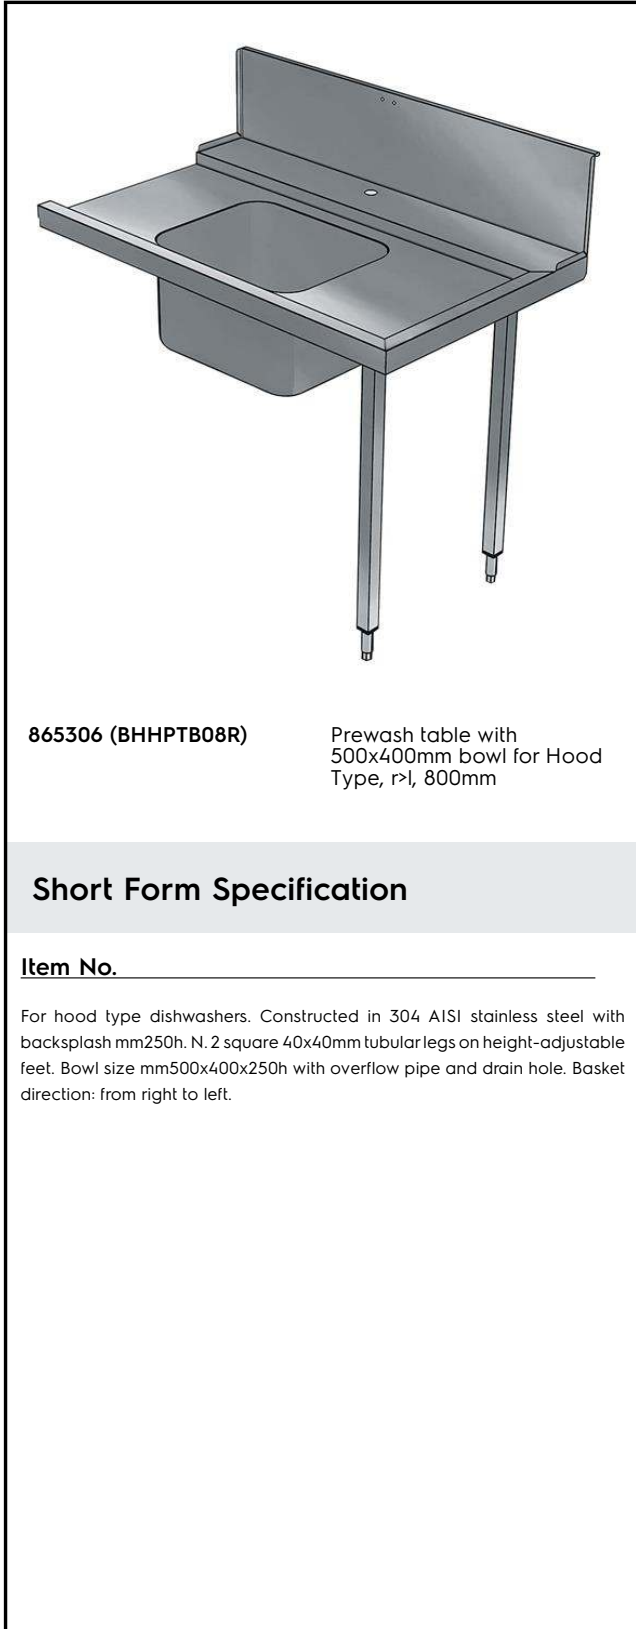 865306 (BHHPTB08R)
Prewash table with
500x400mm bowl for Hood
Type, r>l, 800mm
Short Form Specification
Item No.
For hood type dishwashers. Constructed in 304 AISI stainless steel with
backsplash mm250h. N. 2 square 40x40mm tubular legs on height-adjustable
feet. Bowl size mm500x400x250h with overflow pipe and drain hole. Basket
direction: from right to left.